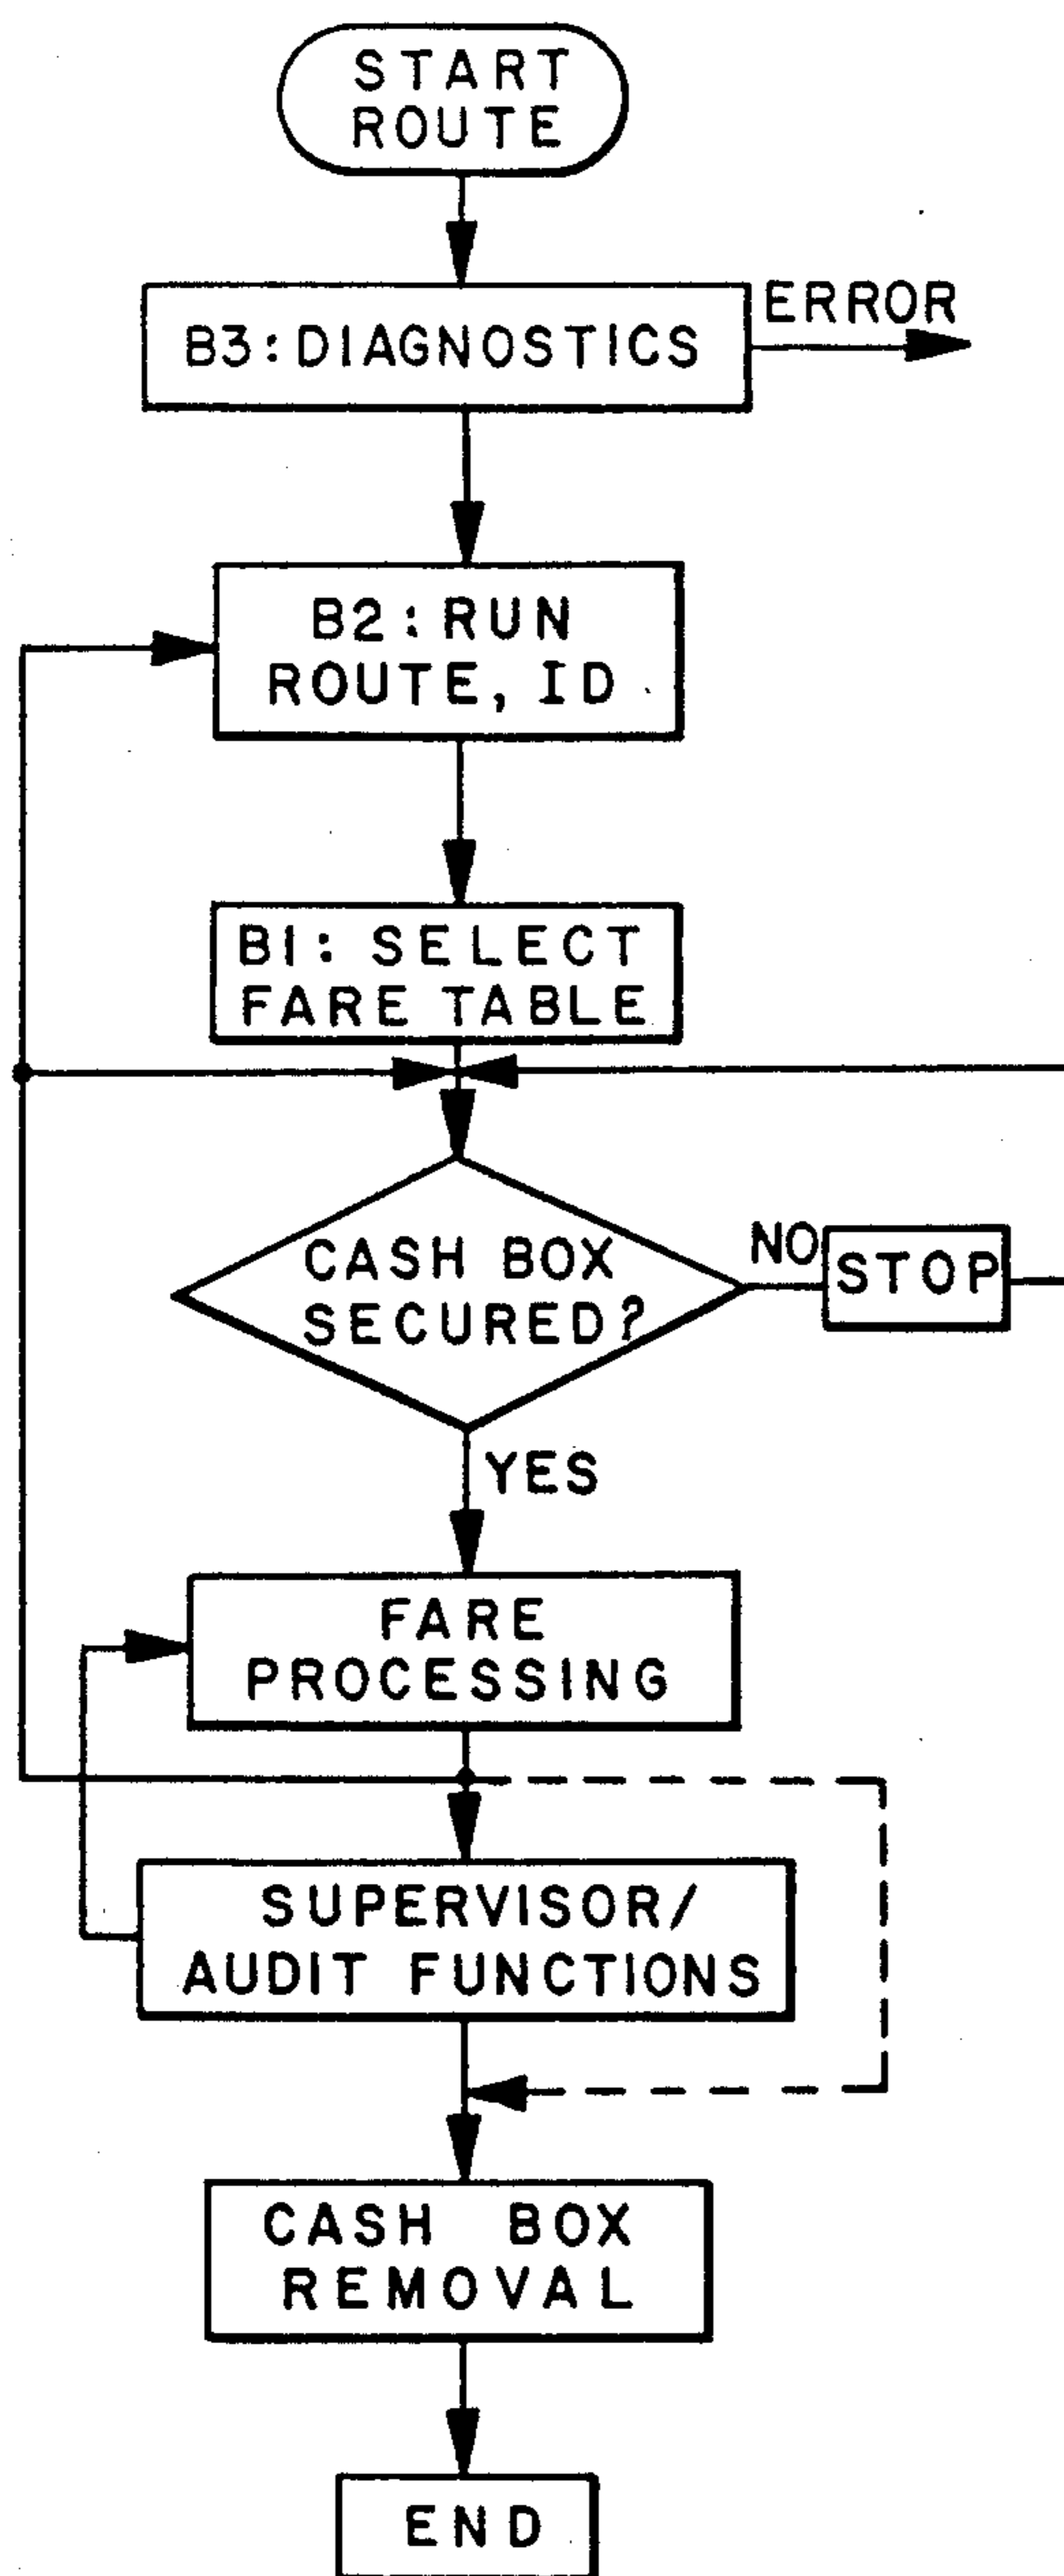 START
ROUTE
B3:DIAGNOSTICS
ERROR
B2:RUN
ROUTE, ID
B1: SELECT
FARE TABLE
CASH BOX
SECURED?
NO
STOP
YES
FARE
PROCESSING
SUPERVISOR/
AUDIT FUNCTIONS
CASH BOX
REMOVAL
END